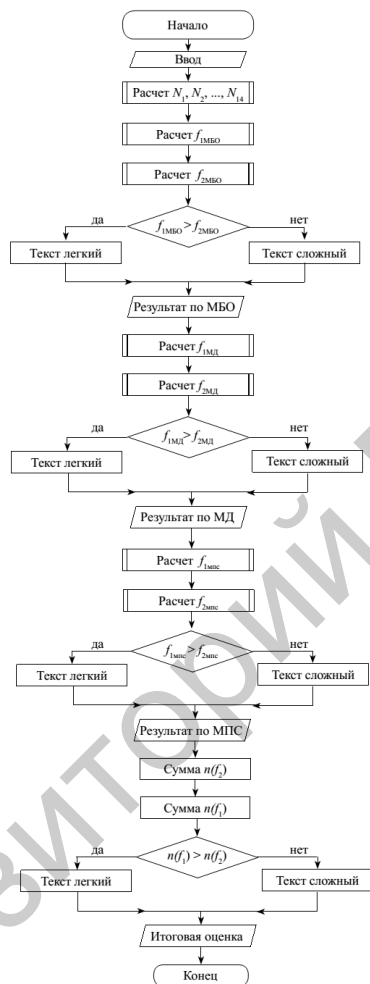 Начало
Ввод
Расчет N₁, N₂, ..., N₁₄
Расчет f₁МБО
Расчет f₂МБО
да
f₁МБО > f₂МБО
нет
Текст легкий
Текст сложный
Результат по МБО
Расчет f₁МД
Расчет f₂МД
да
f₁МД > f₂МД
нет
Текст легкий
Текст сложный
Результат по МД
Расчет f₁мпс
Расчет f₂мпс
да
f₁мпс > f₂мпс
нет
Текст легкий
Текст сложный
Результат по МПС
Сумма n(f₂)
Сумма n(f₁)
да
n(f₁) > n(f₂)
нет
Текст легкий
Текст сложный
Итоговая оценка
Конец